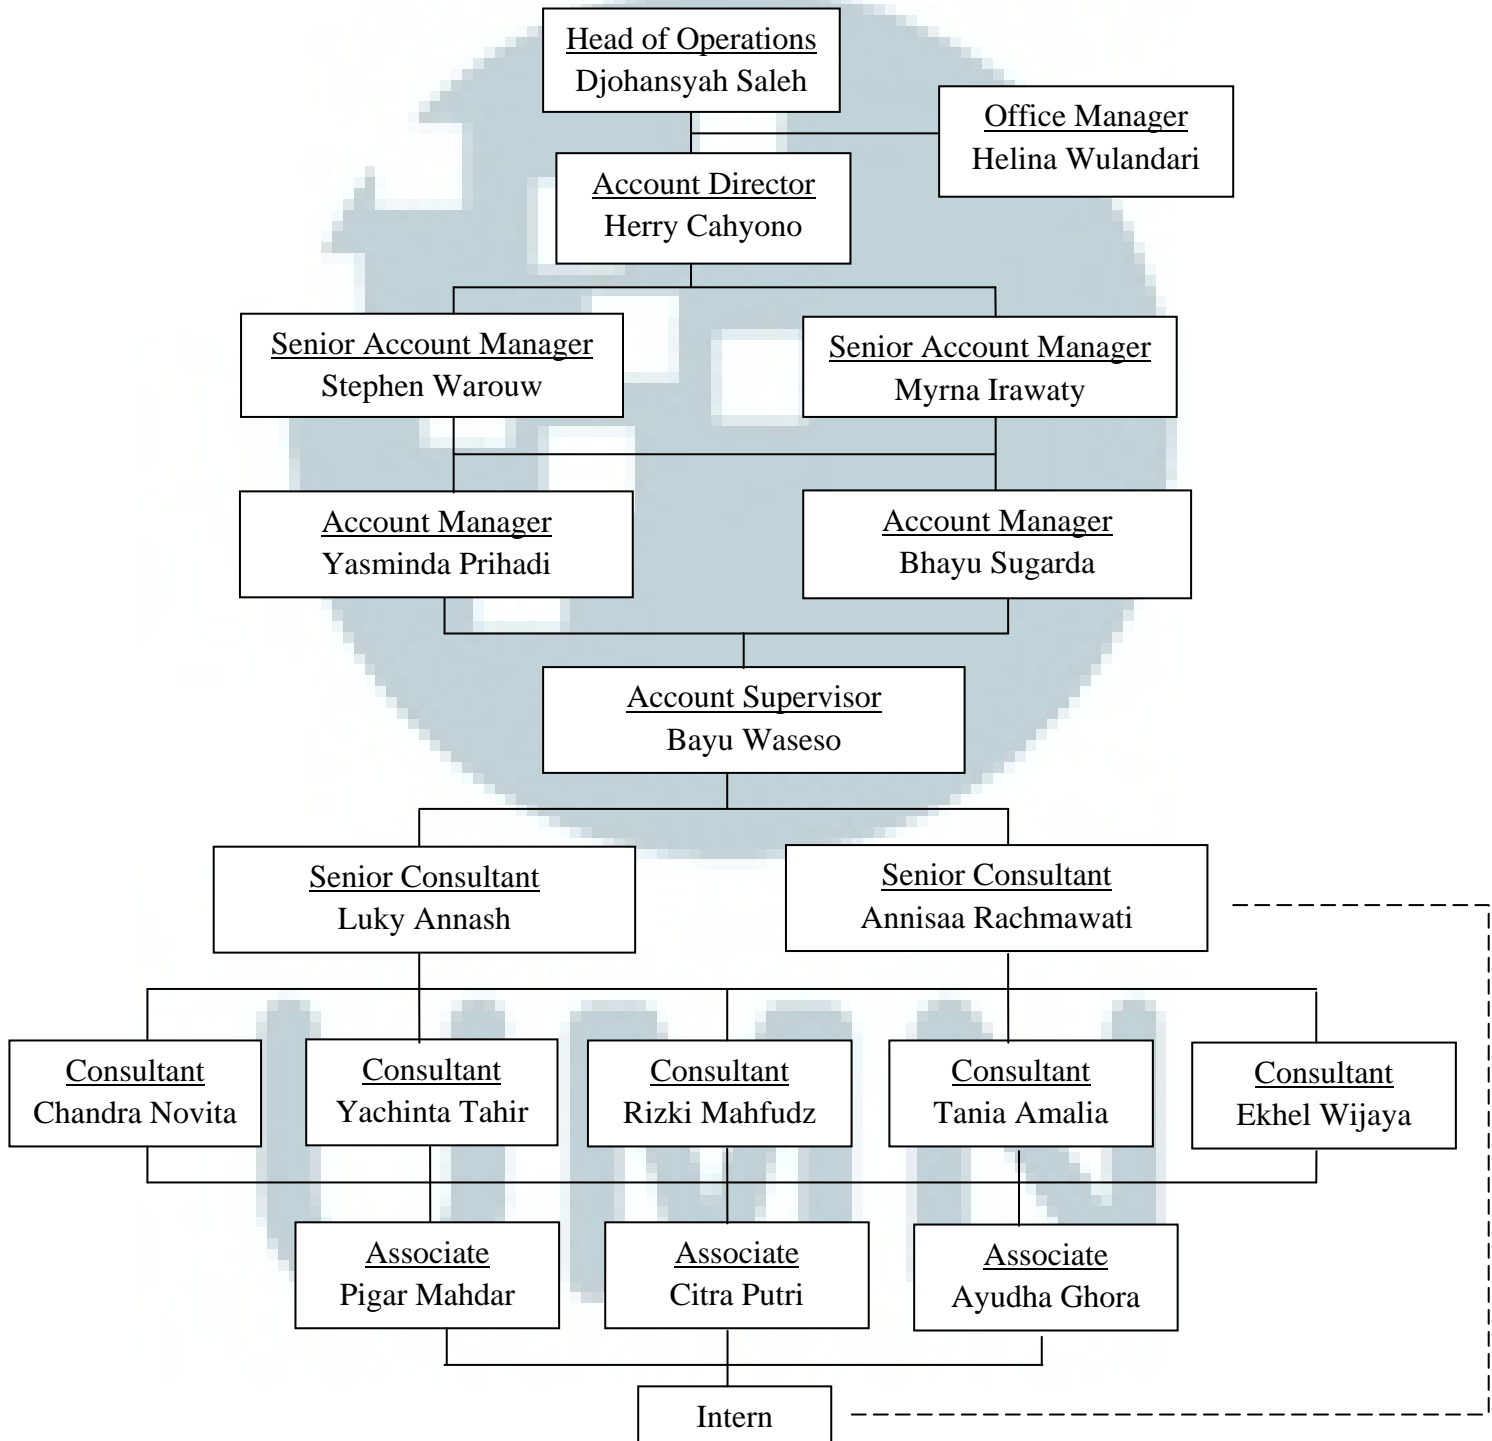 Head of Operations
Djohansyah Saleh
Office Manager
Helina Wulandari
Account Director
Herry Cahyono
Senior Account Manager
Stephen Warouw
Senior Account Manager
Myrna Irawaty
Account Manager
Yasminda Prihadi
Account Manager
Bhayu Sugarda
Account Supervisor
Bayu Waseso
Senior Consultant
Luky Annash
Senior Consultant
Annisaa Rachmawati
Consultant
Chandra Novita
Consultant
Yachinta Tahir
Consultant
Rizki Mahfudz
Consultant
Tania Amalia
Consultant
Ekhel Wijaya
Associate
Pigar Mahdar
Associate
Citra Putri
Associate
Ayudha Ghora
Intern
UMN